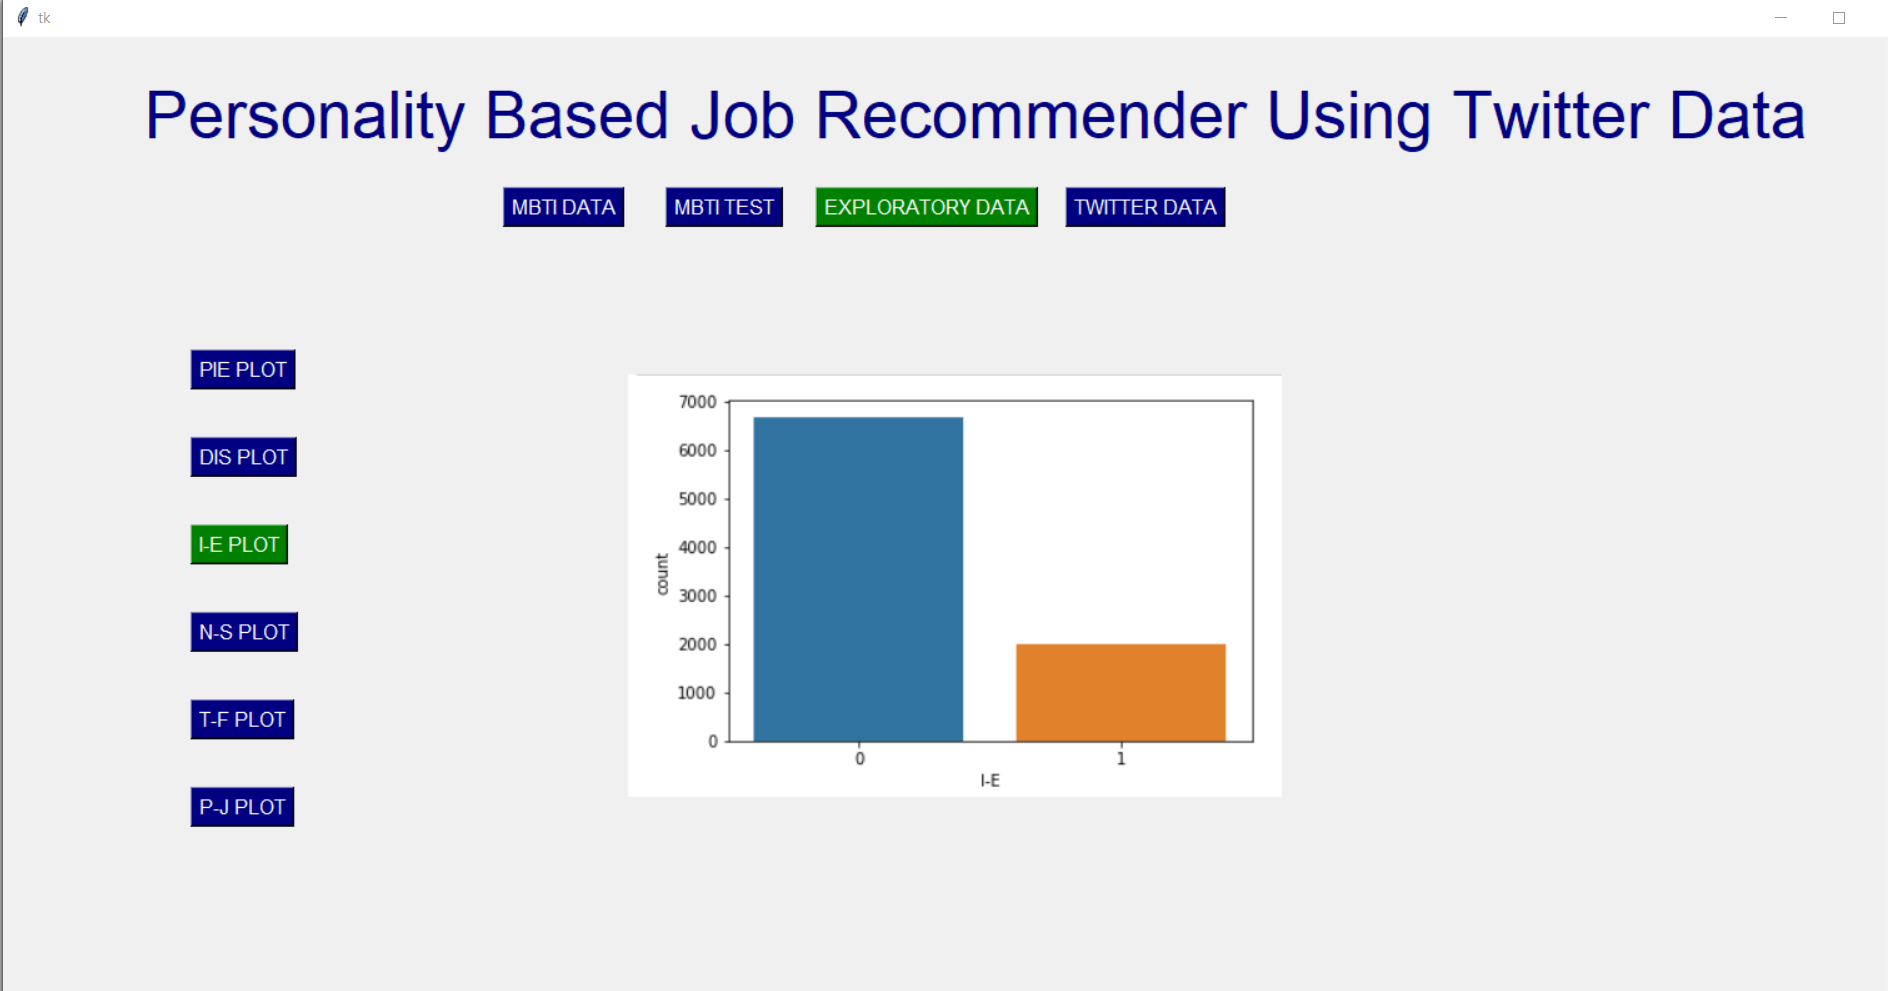 tk
Personality Based Job Recommender Using Twitter Data
MBTI DATA MBTI TEST EXPLORATORY DATA TWITTER DATA
PIE PLOT
DIS PLOT
I-E PLOT
N-S PLOT
T-F PLOT
P-J PLOT
7000
6000
5000
4000
3000
2000
1000
0
count
0 1
I-E